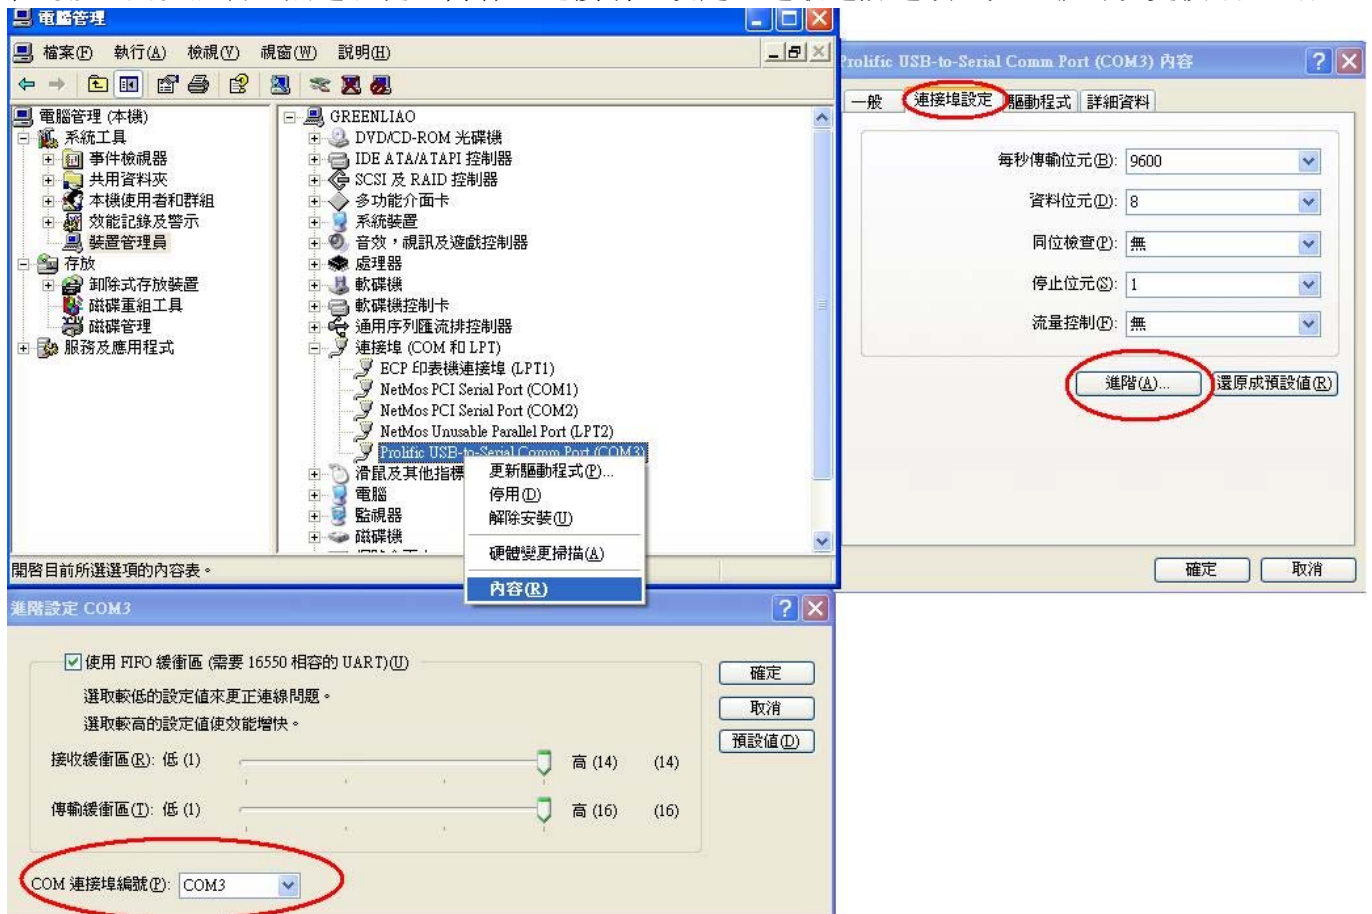 電腦管理
檔案(F) 執行(A) 檢視(V) 視窗(W) 說明(H)
電腦管理 (本機)
系統工具
事件檢視器
共用資料夾
本機使用者和群組
效能記錄及警示
裝置管理員
存放
卸除式存放裝置
磁碟重組工具
磁碟管理
服務及應用程式
GREENLIAO
DVD/CD-ROM 光碟機
IDE ATA/ATAPI 控制器
SCSI 及 RAID 控制器
多功能介面卡
系統裝置
音效，視訊及遊戲控制器
處理器
軟碟機
軟碟機控制卡
通用序列匯流排控制器
連接埠 (COM 和 LPT)
ECP 印表機連接埠 (LPT1)
NetMos PCI Serial Port (COM1)
NetMos PCI Serial Port (COM2)
NetMos Unusable Parallel Port (LPT2)
Prolific USB-to-Serial Comm Port (COM3)
滑鼠及其他指標
電腦
監視器
磁碟機
更新驅動程式(P)...
停用(D)
解除安裝(U)
硬體變更掃描(A)
內容(R)
開啓目前所選選項的內容表。
Prolific USB-to-Serial Comm Port (COM3) 內容
一般 連接埠設定 驅動程式 詳細資料
每秒傳輸位元(B): 9600
資料位元(D): 8
同位檢查(P): 無
停止位元(S): 1
流量控制(F): 無
進階(A)... 還原成預設值(R)
確定 取消
進階設定 COM3
使用 FIFO 緩衝區 (需要 16550 相容的 UART)(U)
選取較低的設定值來更正連線問題。
選取較高的設定值使效能增快。
接收緩衝區(R): 低 (1) 高 (14) (14)
傳輸緩衝區(T): 低 (1) 高 (16) (16)
COM 連接埠編號(P): COM3
確定
取消
預設值(D)